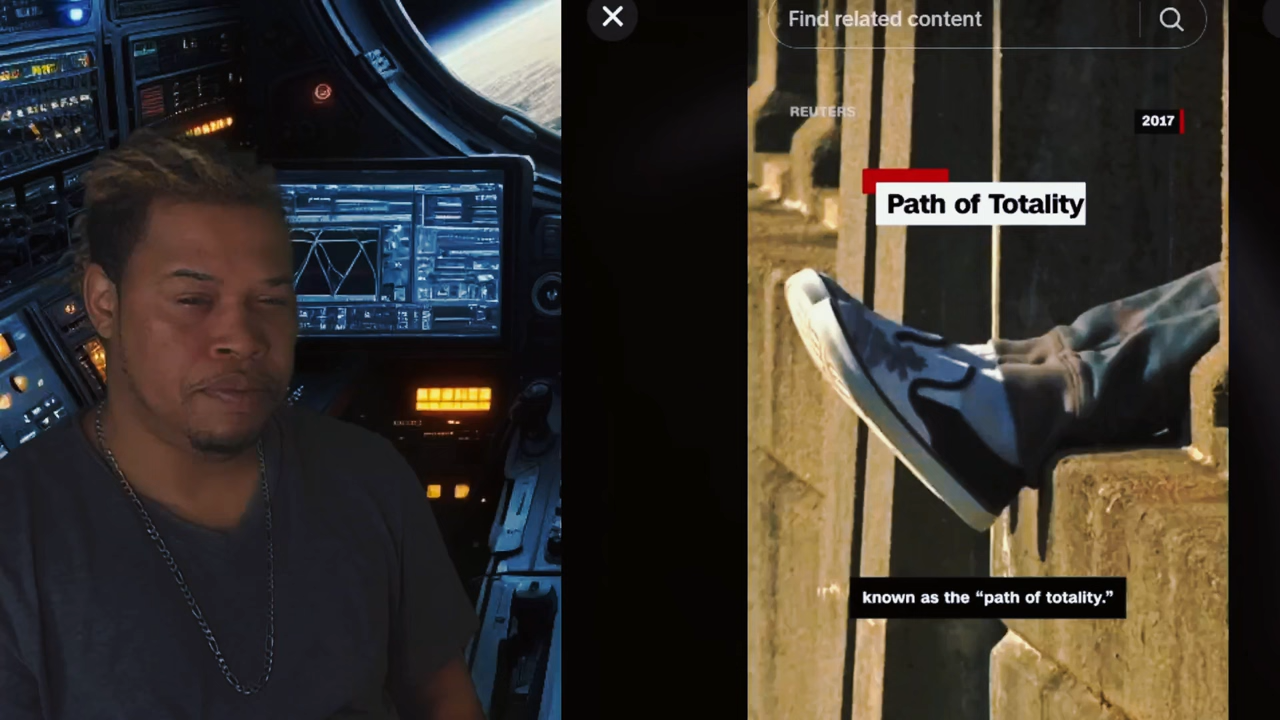 Find related content
REUTERS
2017
Path of Totality
known as the “path of totality.”